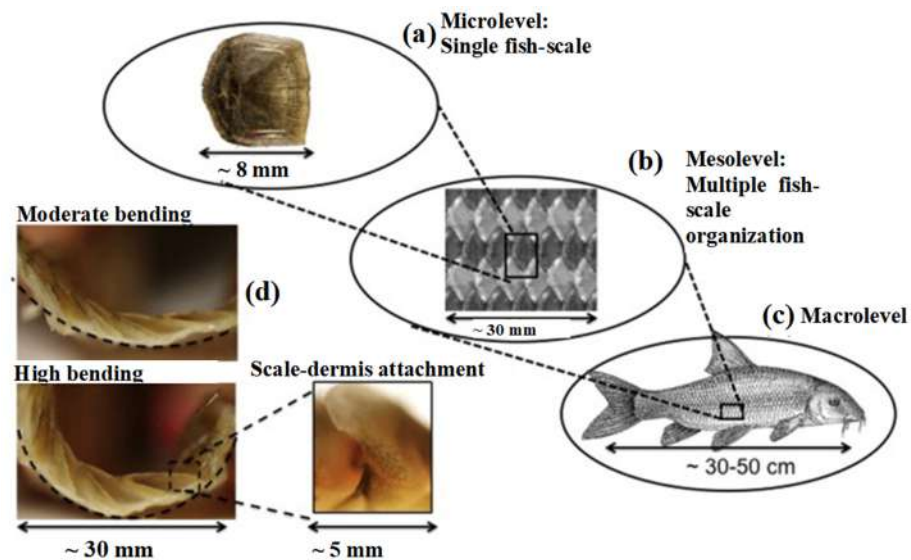 (a) Microlevel:
Single fish-scale
~ 8 mm
(b) Mesolevel:
Multiple fish-
scale
organization
~ 30 mm
(c) Macrolevel
~ 30-50 cm
Moderate bending
(d)
High bending
~ 30 mm
Scale-dermis attachment
~ 5 mm